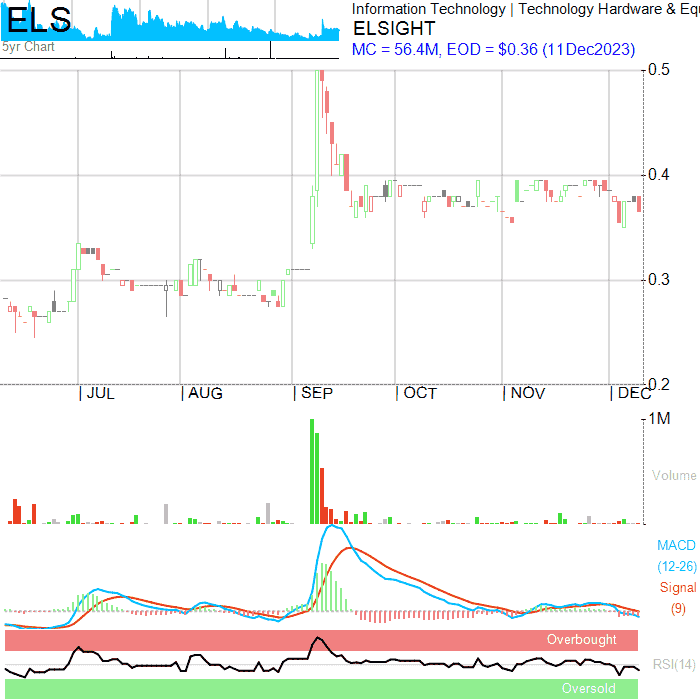 ELS
5yr Chart
Information Technology | Technology Hardware & Eq
ELSIGHT
MC = 56.4M, EOD = $0.36 (11Dec2023)
0.5
0.4
0.3
0.2
| JUL | AUG | SEP | OCT | NOV | DEC
1M
Volume
MACD
(12-26)
Signal
(9)
Overbought
RSI(14)
Oversold